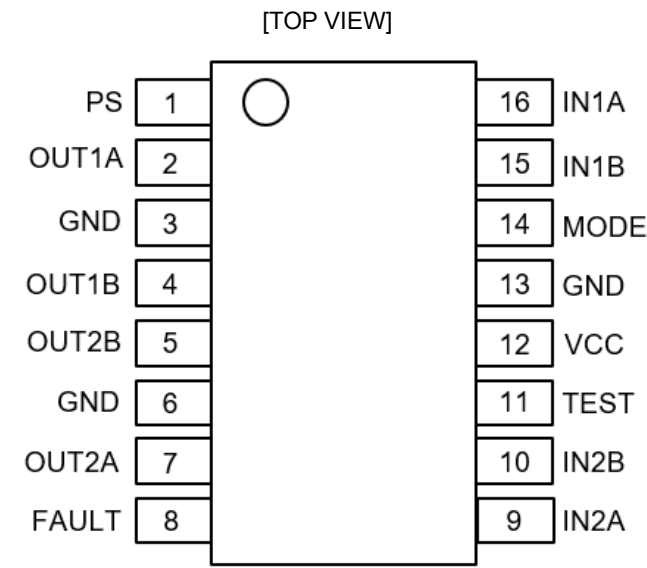 [TOP VIEW]
PS 1 16 IN1A
OUT1A 2 15 IN1B
GND 3 14 MODE
OUT1B 4 13 GND
OUT2B 5 12 VCC
GND 6 11 TEST
OUT2A 7 10 IN2B
FAULT 8 9 IN2A